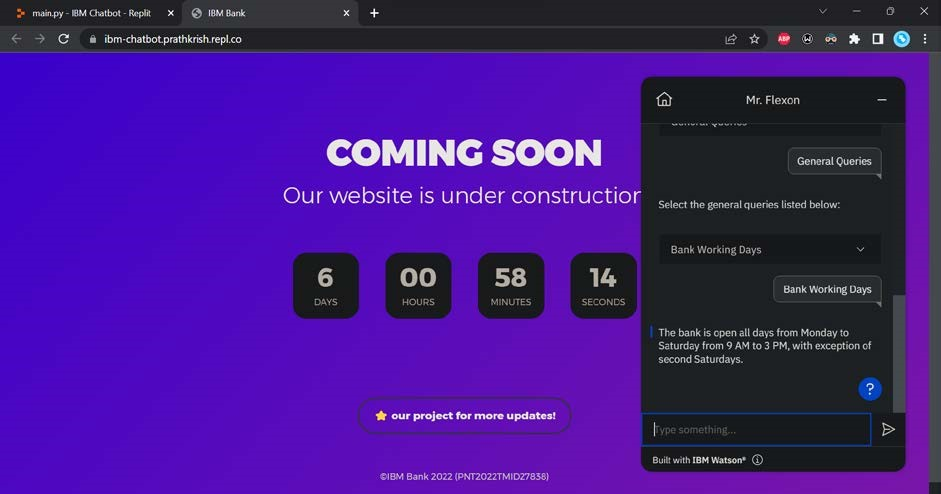 main.py - IBM Chatbot - Replit
IBM Bank
ibm-chatbot.prathkrish.repl.co
ABP
COMING SOON
Our website is under construction
6
DAYS
00
HOURS
58
MINUTES
14
SECONDS
our project for more updates!
©IBM Bank 2022 (PNT2022TMID27838)
Mr. Flexon
General Queries
General Queries
Select the general queries listed below:
Bank Working Days
Bank Working Days
The bank is open all days from Monday to
Saturday from 9 AM to 3 PM, with exception of
second Saturdays.
?
Type something...
Built with IBM Watson®